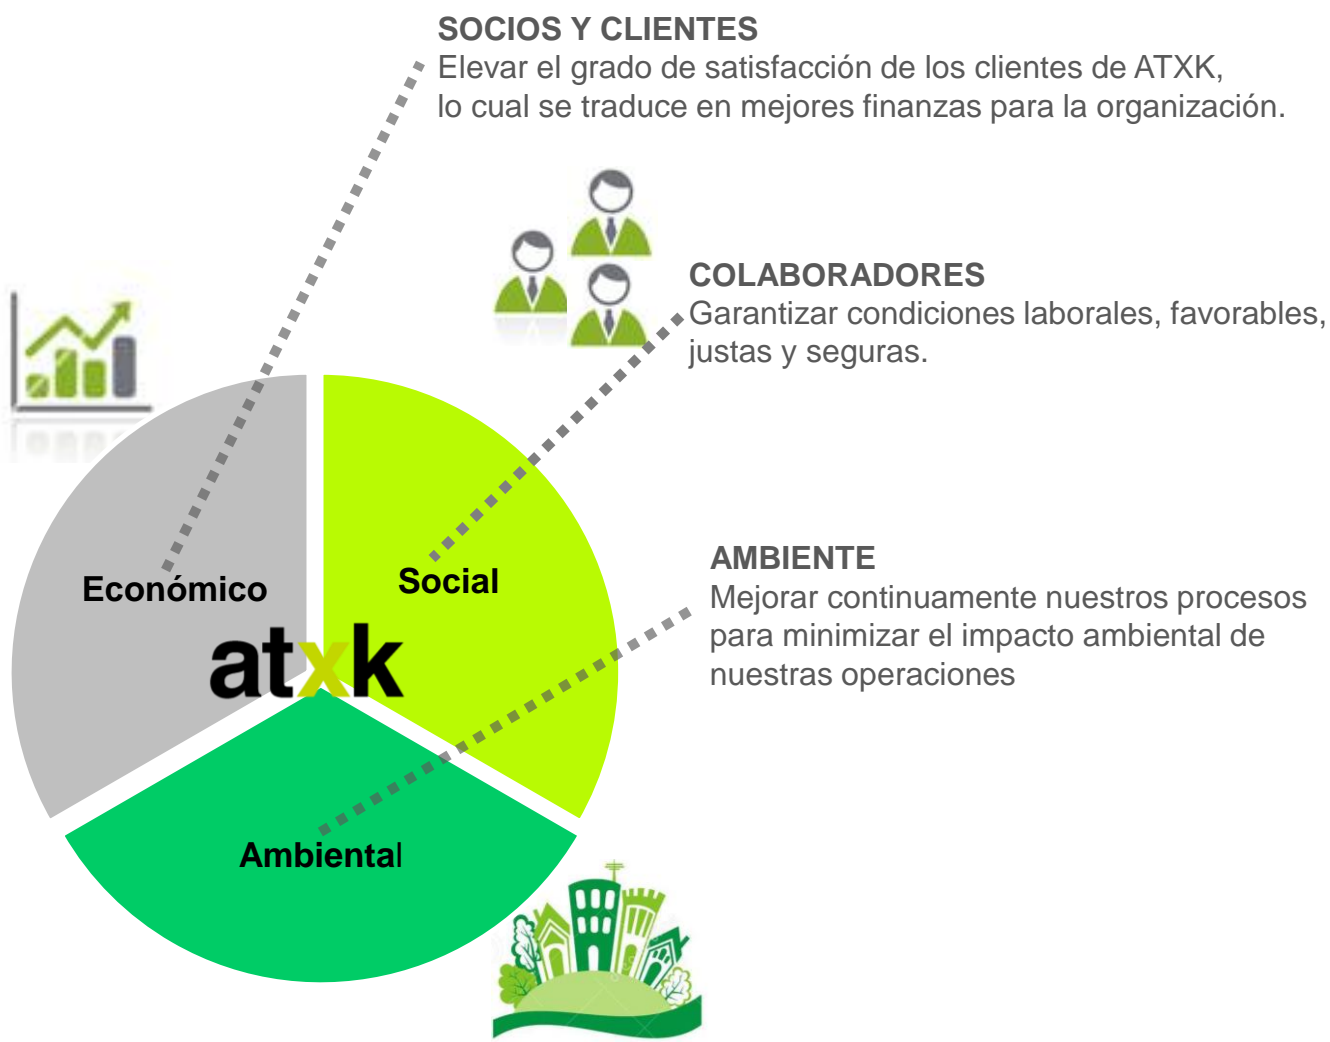 SOCIOS Y CLIENTES
Elevar el grado de satisfacción de los clientes de ATXK,
lo cual se traduce en mejores finanzas para la organización.
COLABORADORES
Garantizar condiciones laborales, favorables,
justas y seguras.
Económico
Social
atxk
AMBIENTE
Mejorar continuamente nuestros procesos
para minimizar el impacto ambiental de
nuestras operaciones
Ambiental